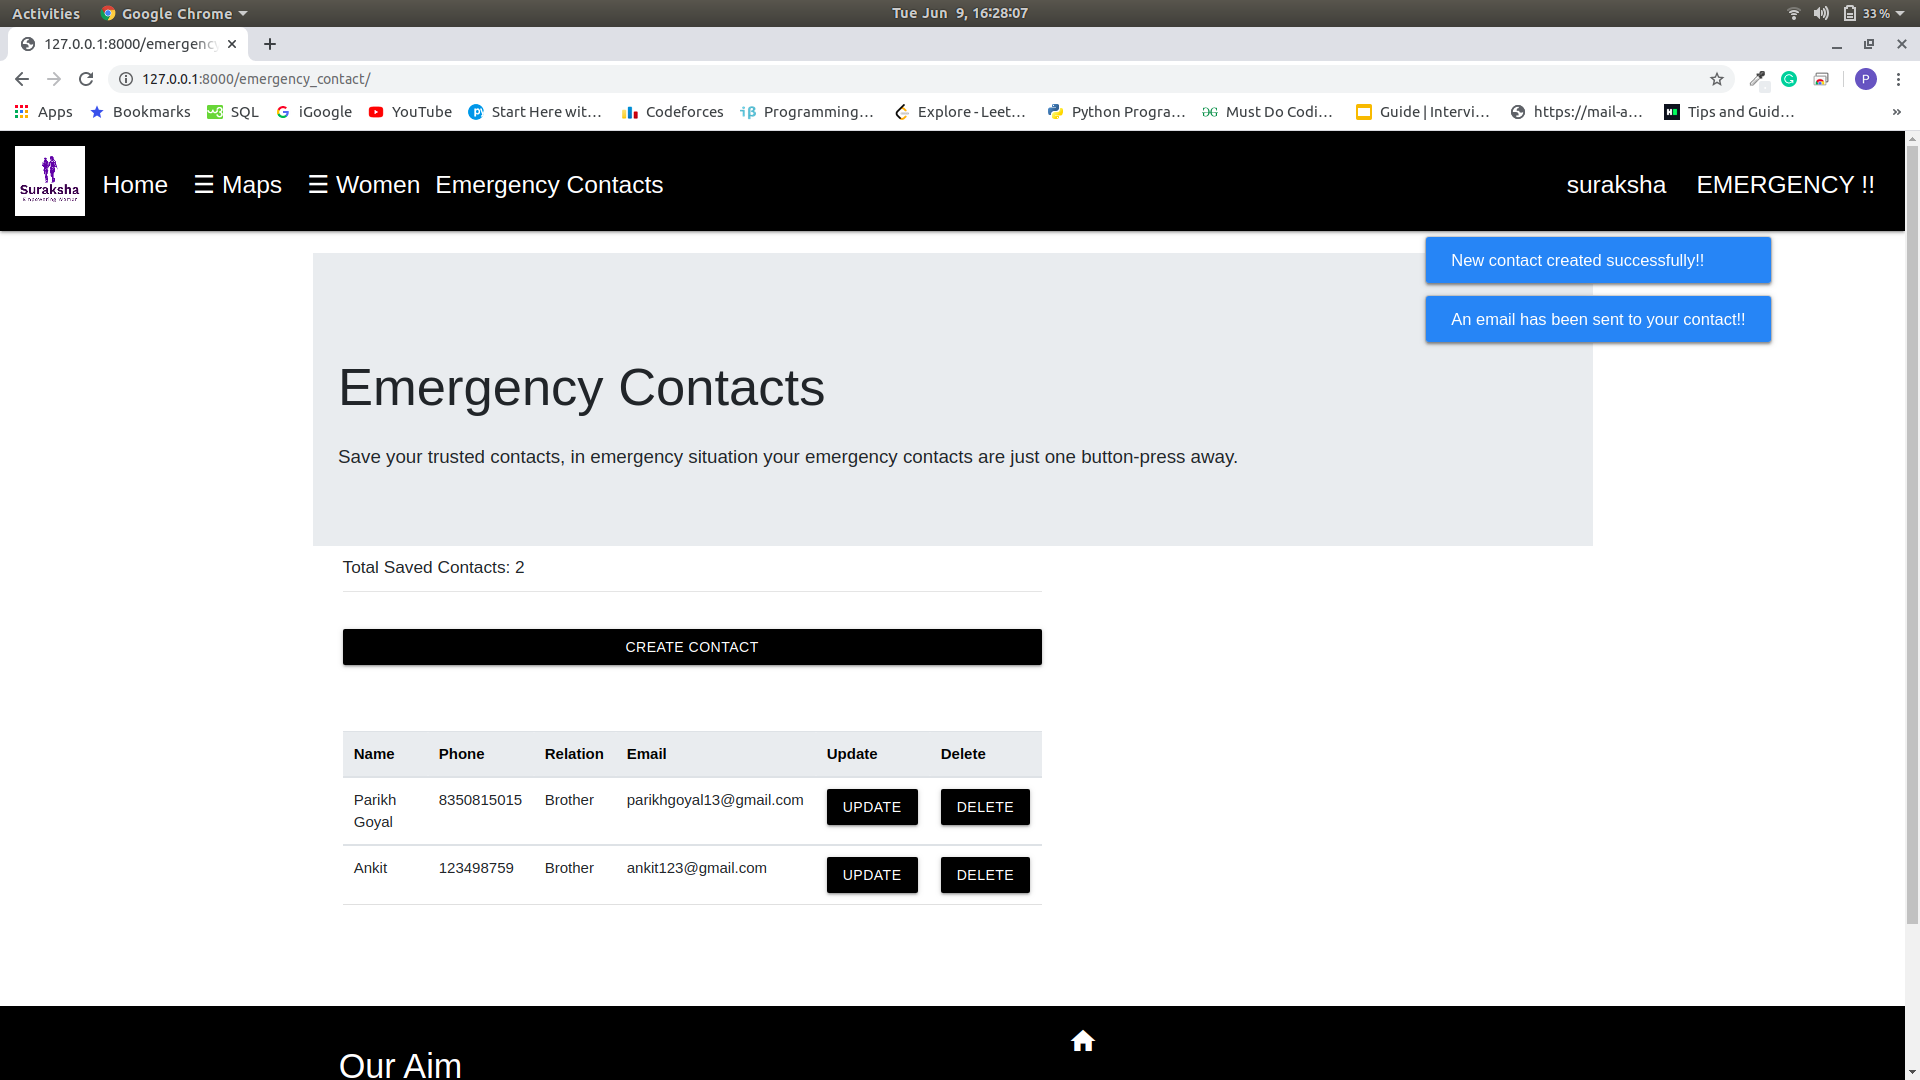 Activities Google Chrome Tue Jun 9, 16:28:07 33 %
127.0.0.1:8000/emergency
127.0.0.1:8000/emergency_contact/ P
Apps Bookmarks SQL iGoogle YouTube Start Here wit… Codeforces Programming… Explore - Leet… Python Progra… Must Do Codi… Guide | Intervi… https://mail-a… Tips and Guid… »
Suraksha
Empowering Women
Home ☰ Maps ☰ Women Emergency Contacts suraksha EMERGENCY !!
New contact created successfully!!
An email has been sent to your contact!!
Emergency Contacts
Save your trusted contacts, in emergency situation your emergency contacts are just one button-press away.
Total Saved Contacts: 2
CREATE CONTACT
Name Phone Relation Email Update Delete
Parikh Goyal 8350815015 Brother parikhgoyal13@gmail.com UPDATE DELETE
Ankit 123498759 Brother ankit123@gmail.com UPDATE DELETE
Our Aim